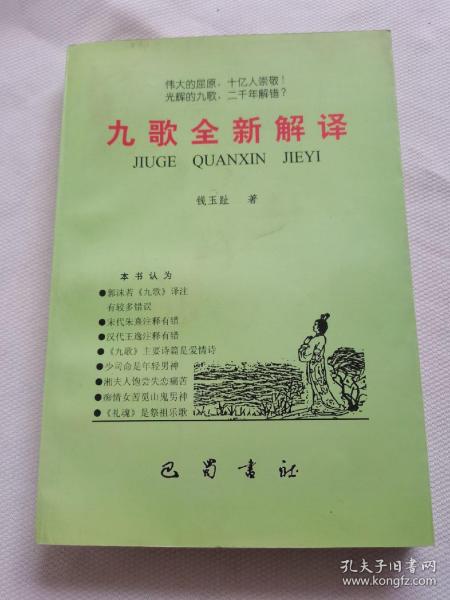 伟大的屈原，十亿人崇敬！
光辉的九歌，二千年解错？
九歌全新解译
JIUGE QUANXIN JIEYI
钱玉趾 著
本书认为
●郭沫若《九歌》译注
有较多错误
●宋代朱熹注释有错
●汉代王逸注释有错
●《九歌》主要诗篇是爱情诗
●少司命是年轻男神
●湘夫人饱尝失恋痛苦
●痴情女苦觅山鬼男神
●《礼魂》是祭祖乐歌
巴蜀书社
孔夫子旧书网
www.kongfz.com